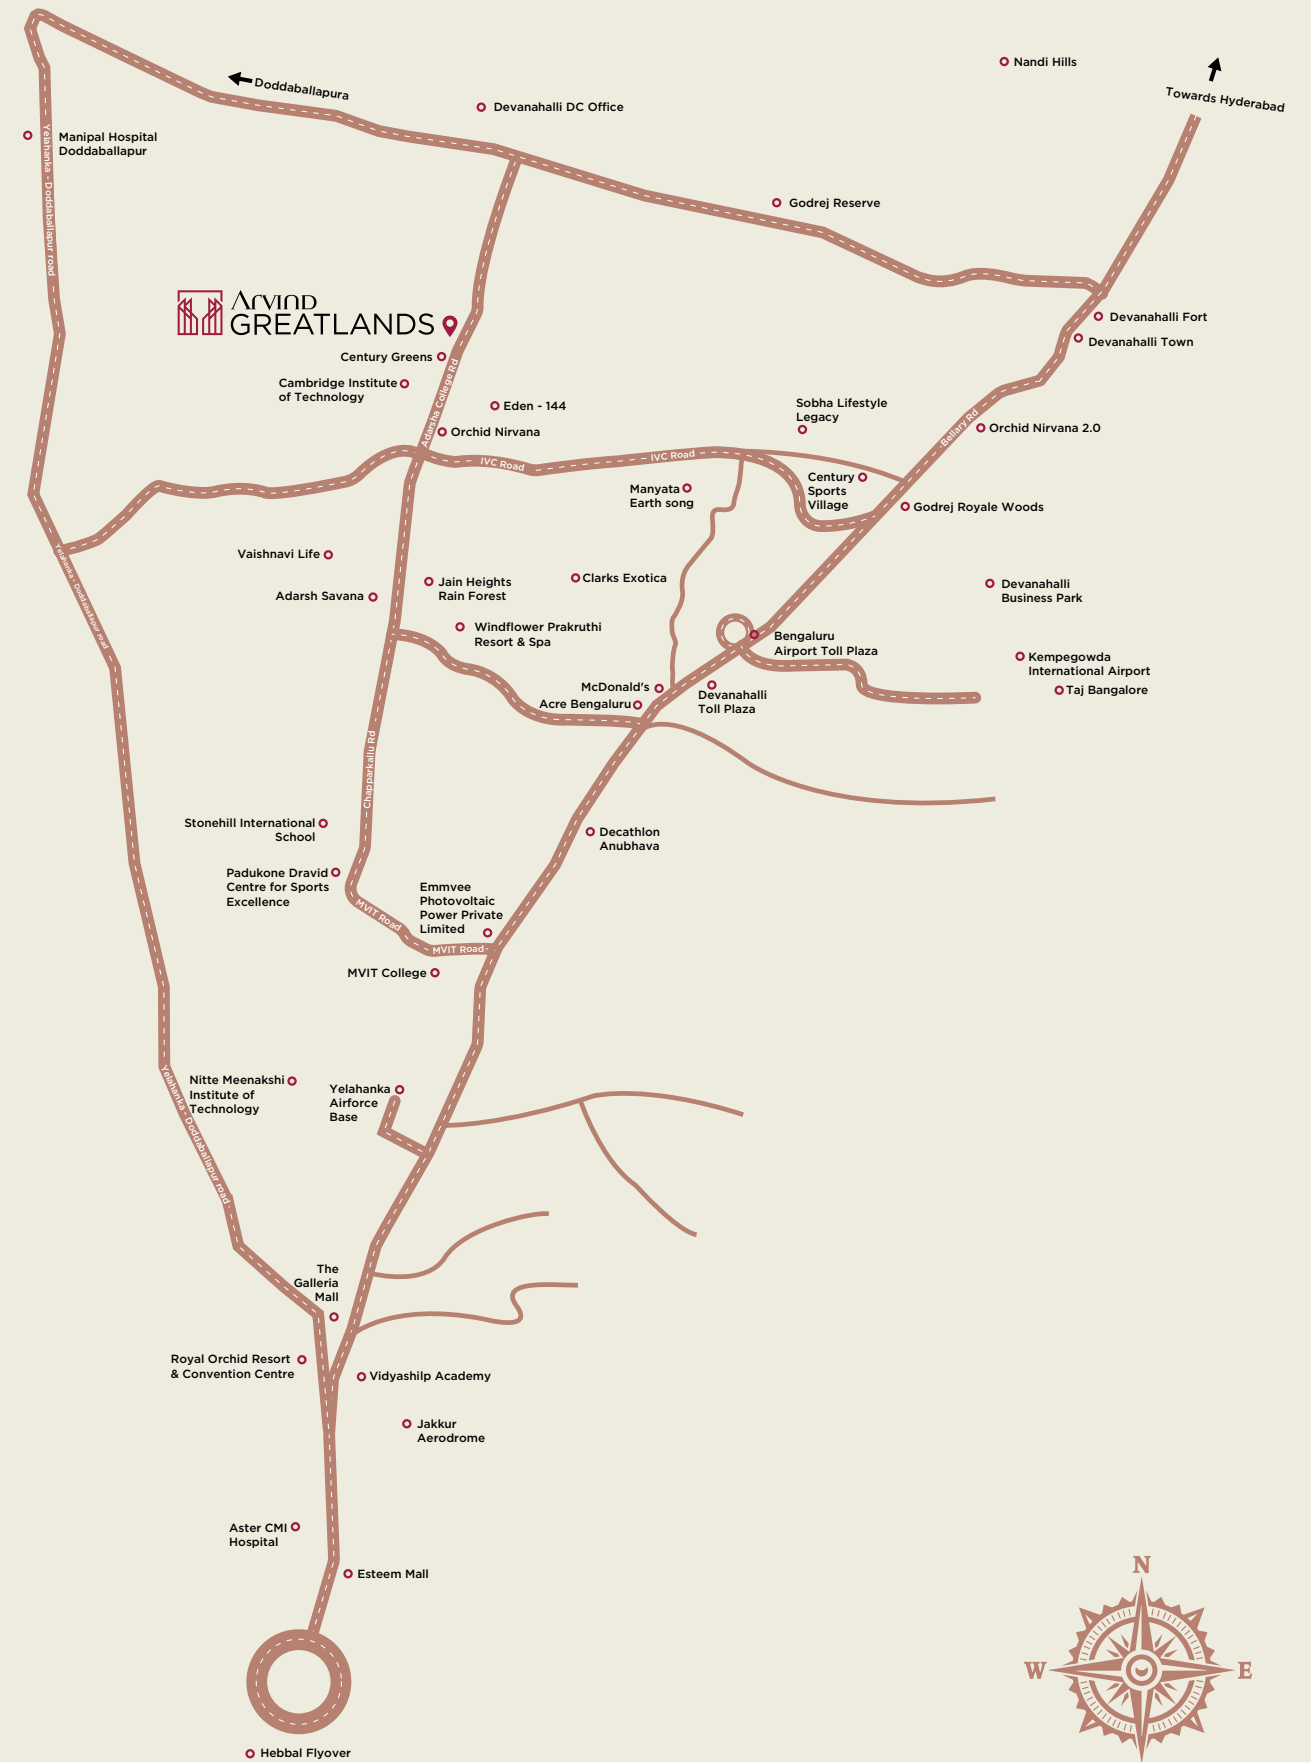 Nandi Hills
Doddaballapura
Towards Hyderabad
Devanahalli DC Office
Manipal Hospital
Doddaballapur
Yelahanka - Doddaballapur road
Godrej Reserve
Arvind
GREATLANDS
Devanahalli Fort
Devanahalli Town
Century Greens
Cambridge Institute
of Technology
Adarsha College Rd
Eden - 144
Orchid Nirvana
Sobha Lifestyle
Legacy
Bellary Rd
Orchid Nirvana 2.0
IVC Road
IVC Road
Manyata
Earth song
Century
Sports
Village
Godrej Royale Woods
Vaishnavi Life
Yelahanka - Doddaballapur road
Adarsh Savana
Jain Heights
Rain Forest
Clarks Exotica
Devanahalli
Business Park
Windflower Prakruthi
Resort & Spa
Bengaluru
Airport Toll Plaza
Kempegowda
International Airport
Taj Bangalore
McDonald's
Acre Bengaluru
Devanahalli
Toll Plaza
Chapparkallu Rd
Stonehill International
School
Decathlon
Anubhava
Padukone Dravid
Centre for Sports
Excellence
Emmvee
Photovoltaic
Power Private
Limited
MVIT Road
MVIT Road
MVIT College
Nitte Meenakshi
Institute of
Technology
Yelahanka
Airforce
Base
Yelahanka - Doddaballapur road
The
Galleria
Mall
Royal Orchid Resort
& Convention Centre
Vidyashilp Academy
Jakkur
Aerodrome
Aster CMI
Hospital
Esteem Mall
Hebbal Flyover
N
W
E